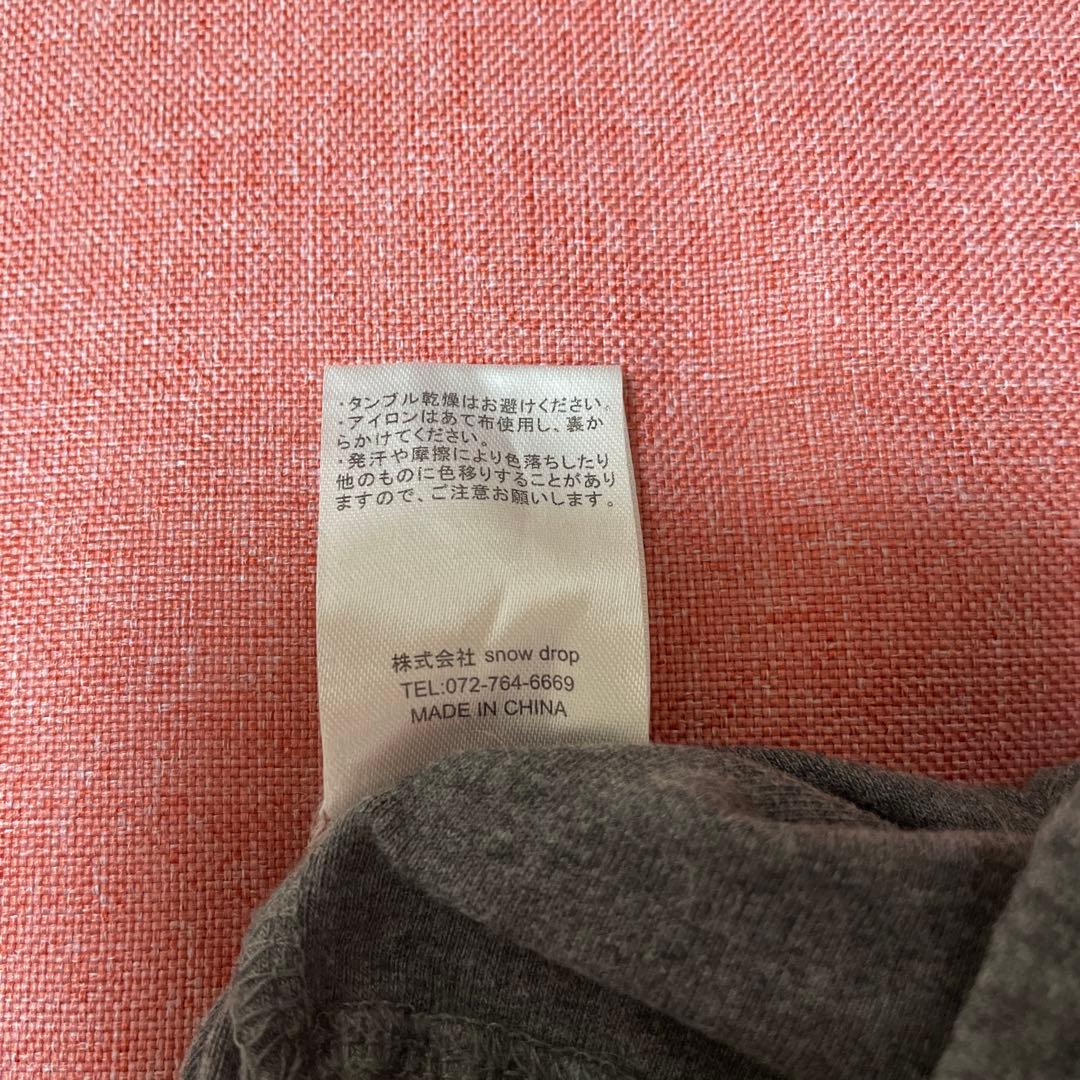 ・タンブル乾燥はお避けください。
・アイロンはあて布使用し、裏か
らかけてください。
・発汗や摩擦により色落ちしたり
他のものに色移りすることがあり
ますので、ご注意お願いします。
株式会社 snow drop
TEL:072-764-6669
MADE IN CHINA